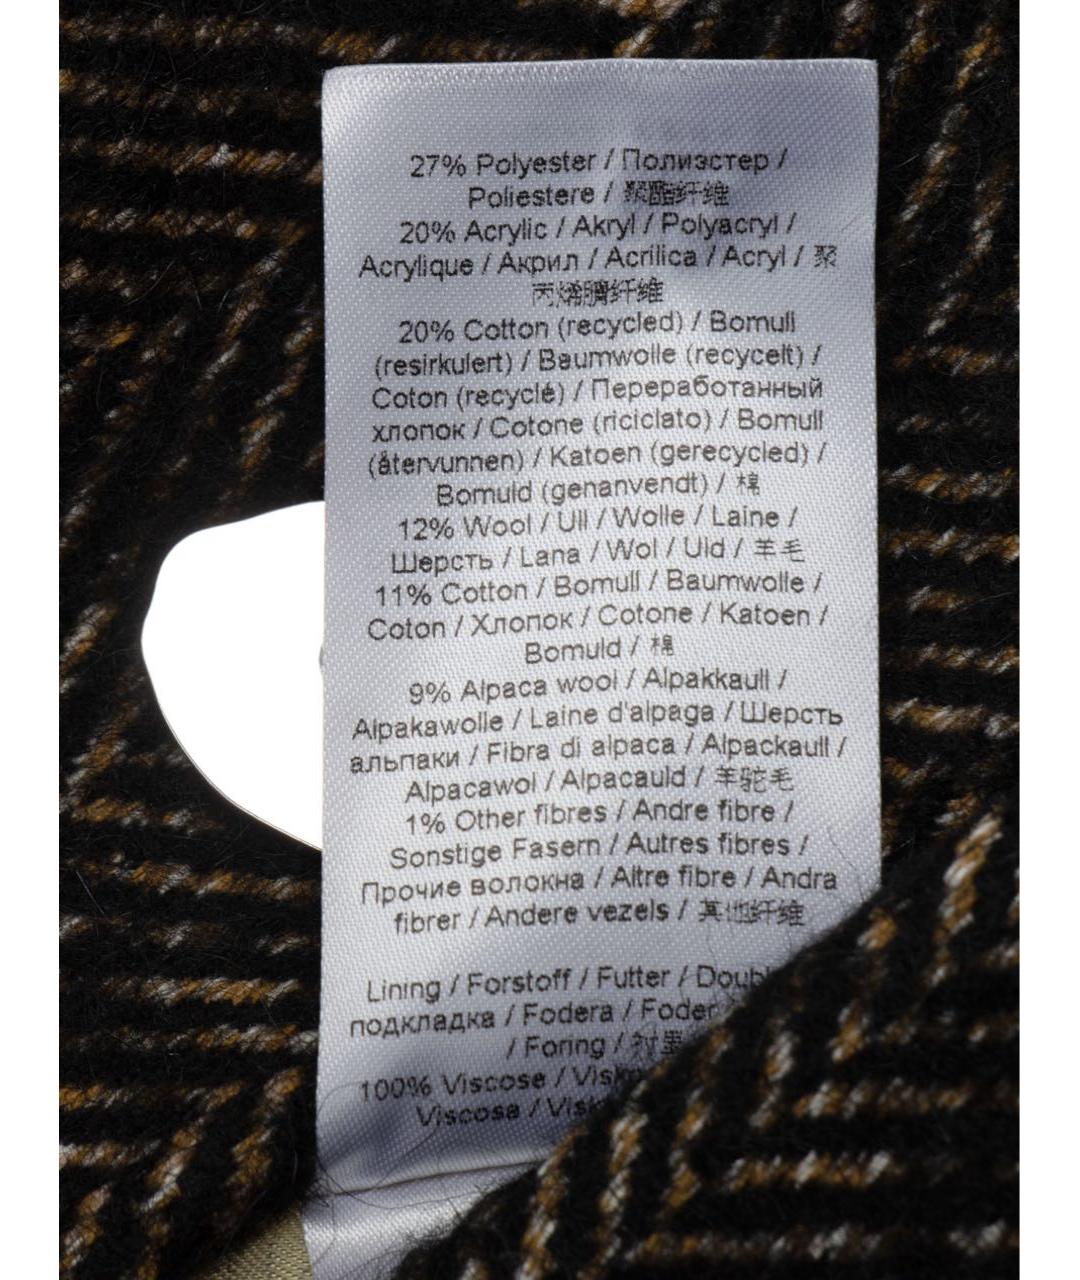 27% Polyester / Полиэстер /
Poliestere / 聚酯纤维
20% Acrylic / Akryl / Polyacryl /
Acrylique / Акрил / Acrilica / Acryl / 聚
丙烯腈纤维
20% Cotton (recycled) / Bomull
(resirkulert) / Baumwolle (recycelt) /
Coton (recyclé) / Переработанный
хлопок / Cotone (riciclato) / Bomull
(återvunnen) / Katoen (gerecycled) /
Bomuld (genanvendt) / 棉
12% Wool / Ull / Wolle / Laine /
Шерсть / Lana / Wol / Uld / 羊毛
11% Cotton / Bomull / Baumwolle /
Coton / Хлопок / Cotone / Katoen /
Bomuld / 棉
9% Alpaca wool / Alpakkaull /
Alpakawolle / Laine d'alpaga / Шерсть
альпаки / Fibra di alpaca / Alpackaull /
Alpacawol / Alpacauld / 羊驼毛
1% Other fibres / Andre fibre /
Sonstige Fasern / Autres fibres /
Прочие волокна / Altre fibre / Andra
fibrer / Andere vezels / 其他纤维
Lining / Forstoff / Futter /
подкладка / Fodera /
/ Foring /
100% Viscose /
Viscosa /